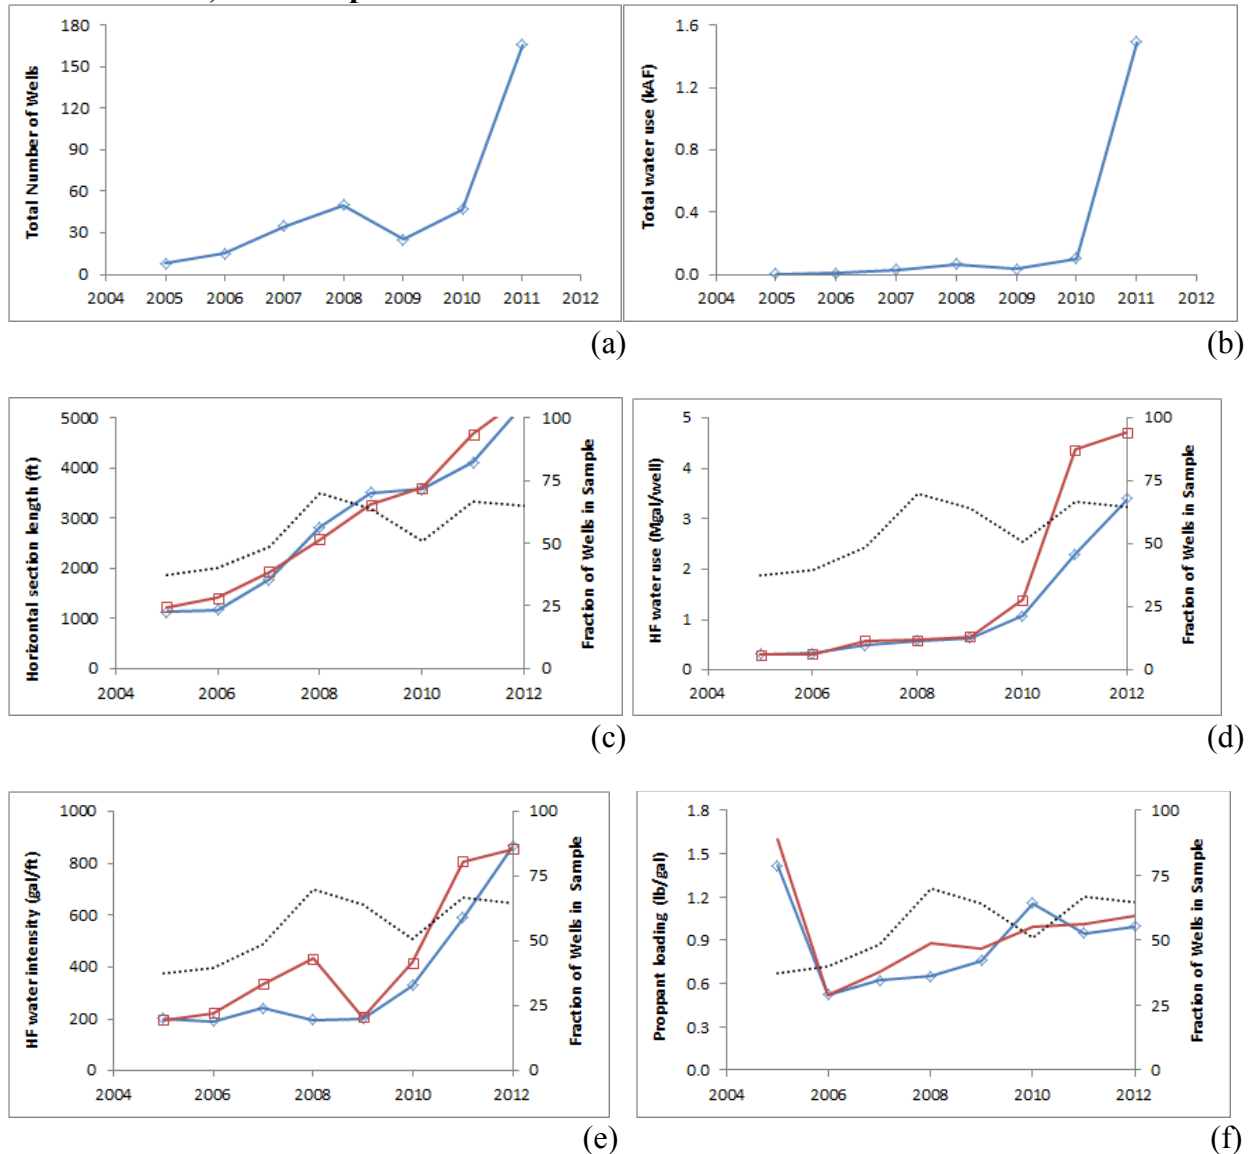 180
150
120
90
60
30
0
Total Number of Wells
2004 2005 2006 2007 2008 2009 2010 2011 2012
(a)
1.6
1.2
0.8
0.4
0.0
Total water use (kAF)
2004 2005 2006 2007 2008 2009 2010 2011 2012
(b)
5000
4000
3000
2000
1000
0
Horizontal section length (ft)
100
75
50
25
0
Fraction of Wells in Sample
2004 2006 2008 2010 2012
(c)
5
4
3
2
1
0
HF water use (Mgal/well)
100
75
50
25
0
Fraction of Wells in Sample
2004 2006 2008 2010 2012
(d)
1000
800
600
400
200
0
HF water intensity (gal/ft)
100
75
50
25
0
Fraction of Wells in Sample
2004 2006 2008 2010 2012
(e)
1.8
1.5
1.2
0.9
0.6
0.3
0.0
Proppant loading (lb/gal)
100
75
50
25
0
Fraction of Wells in Sample
2004 2006 2008 2010 2012
(f)